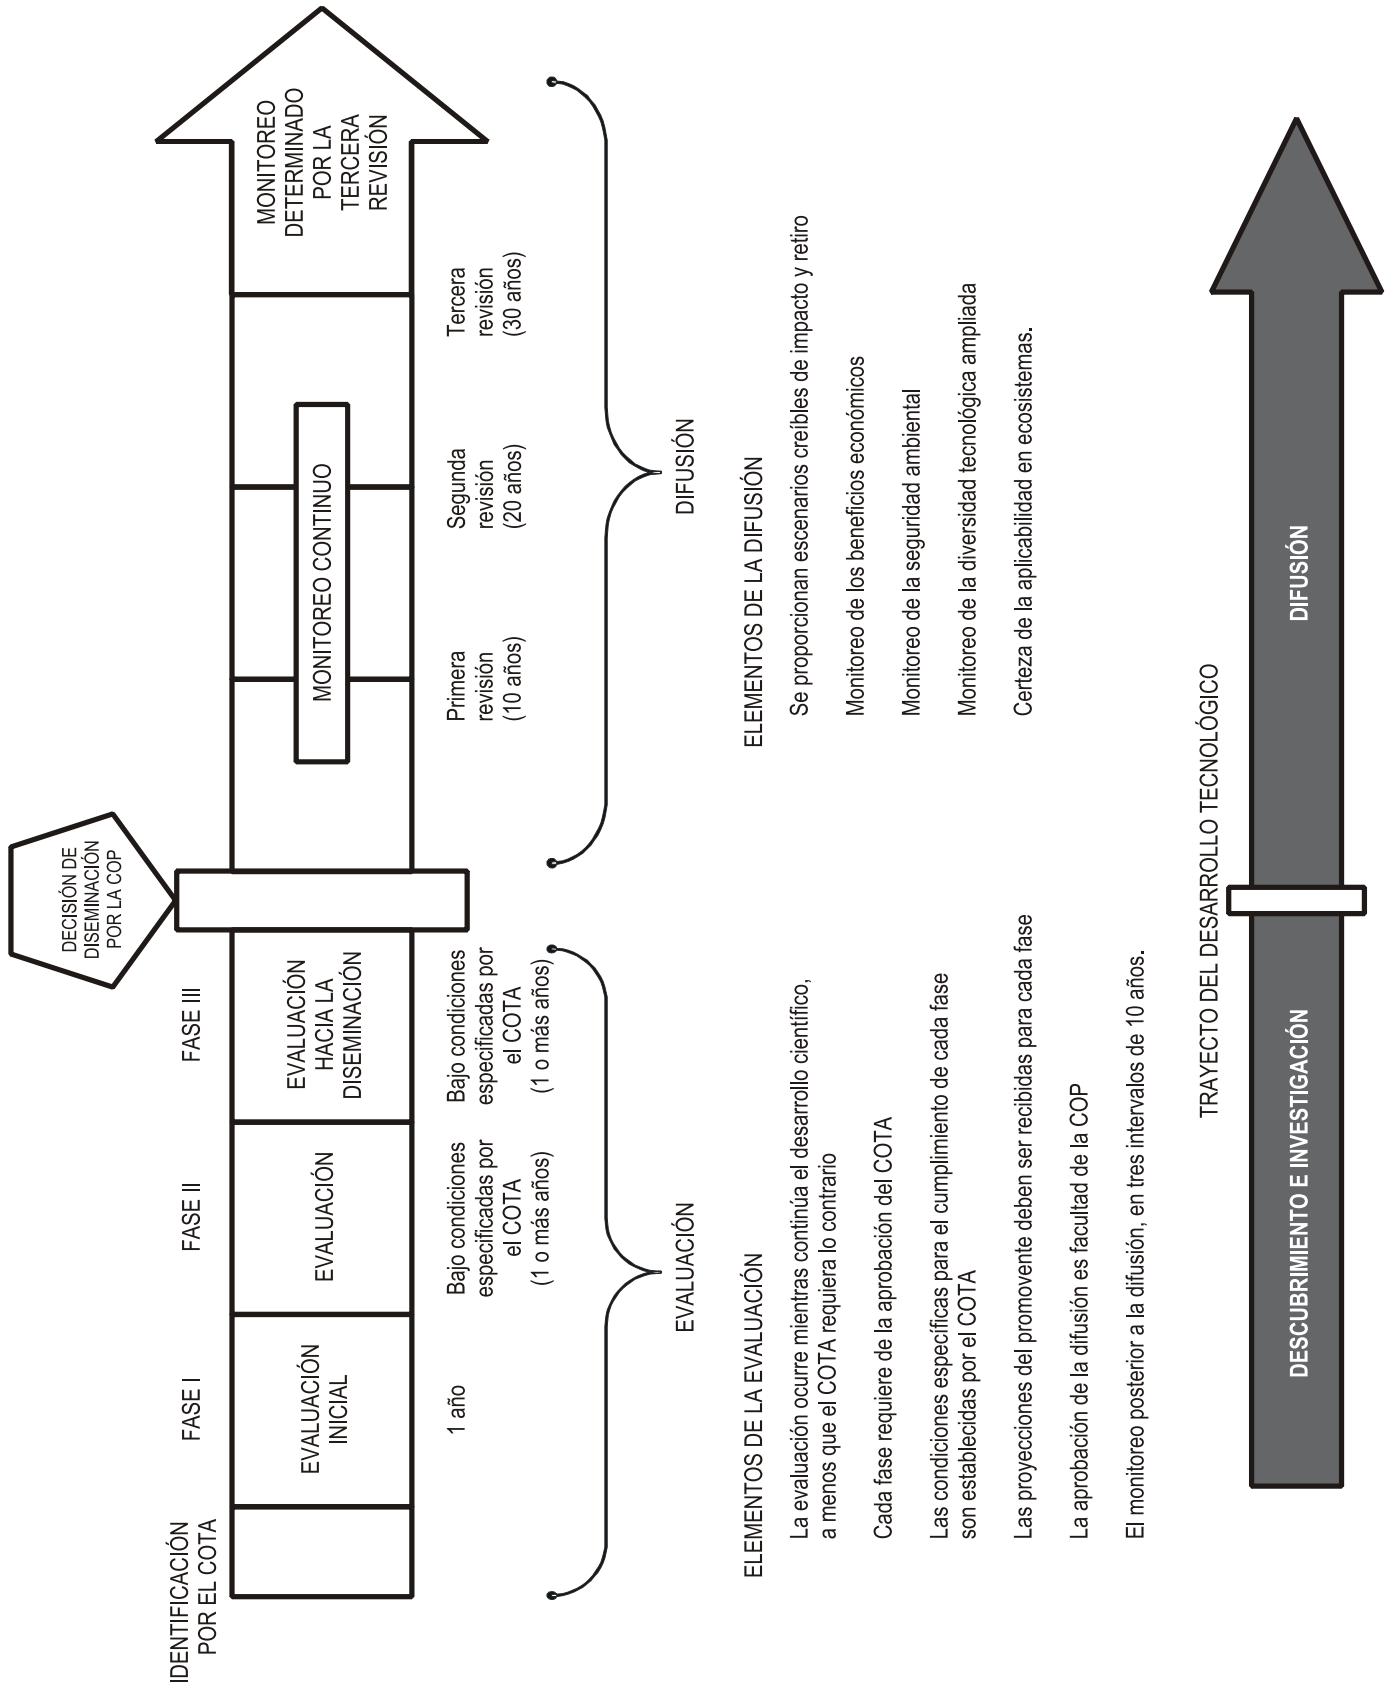 DECISIÓN DE
DISEMINACIÓN
POR LA COP
IDENTIFICACIÓN
POR EL COTA
FASE I
FASE II
FASE III
EVALUACIÓN
INICIAL
EVALUACIÓN
EVALUACIÓN
HACIA LA
DISEMINACIÓN
MONITOREO CONTINUO
MONITOREO
DETERMINADO
POR LA
TERCERA
REVISIÓN
1 año
Bajo condiciones
especificadas por
el COTA
(1 o más años)
Bajo condiciones
especificadas por
el COTA
(1 o más años)
Primera
revisión
(10 años)
Segunda
revisión
(20 años)
Tercera
revisión
(30 años)
EVALUACIÓN
DIFUSIÓN
ELEMENTOS DE LA EVALUACIÓN
La evaluación ocurre mientras continúa el desarrollo científico,
a menos que el COTA requiera lo contrario
Cada fase requiere de la aprobación del COTA
Las condiciones específicas para el cumplimiento de cada fase
son establecidas por el COTA
Las proyecciones del promovente deben ser recibidas para cada fase
La aprobación de la difusión es facultad de la COP
El monitoreo posterior a la difusión, en tres intervalos de 10 años.
ELEMENTOS DE LA DIFUSIÓN
Se proporcionan escenarios creíbles de impacto y retiro
Monitoreo de los beneficios económicos
Monitoreo de la seguridad ambiental
Monitoreo de la diversidad tecnológica ampliada
Certeza de la aplicabilidad en ecosistemas.
TRAYECTO DEL DESARROLLO TECNOLÓGICO
DESCUBRIMIENTO E INVESTIGACIÓN
DIFUSIÓN